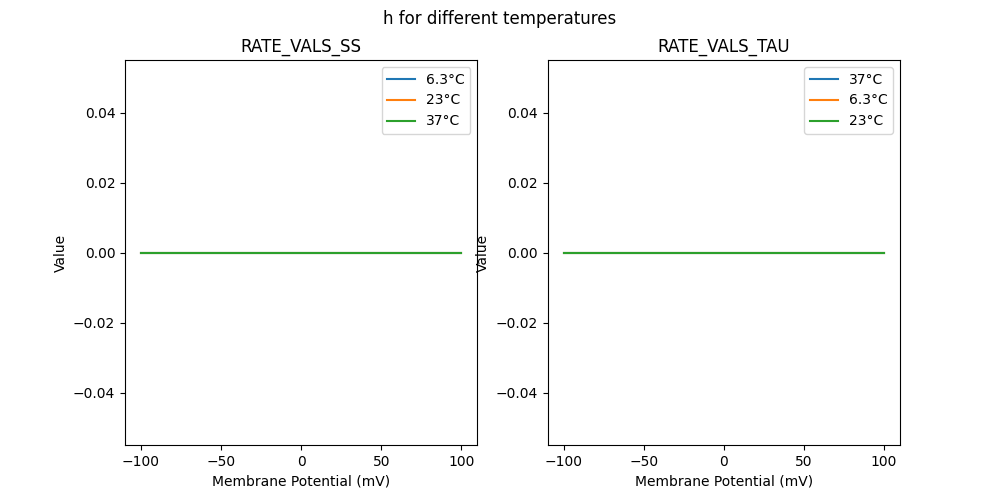 h for different temperatures
RATE_VALS_SS
6.3°C
23°C
37°C
0.04
0.02
0.00
−0.02
−0.04
Value
−100
−50
0
50
100
Membrane Potential (mV)
RATE_VALS_TAU
37°C
6.3°C
23°C
0.04
0.02
0.00
−0.02
−0.04
Value
−100
−50
0
50
100
Membrane Potential (mV)